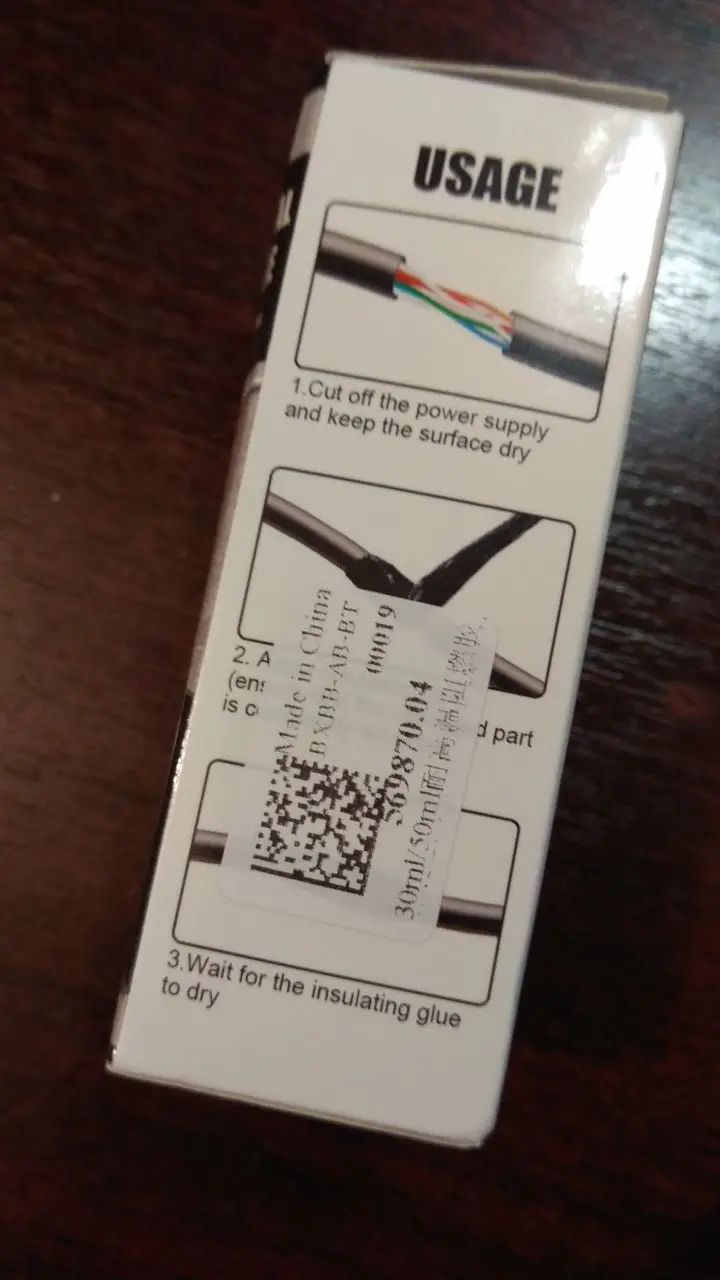 USAGE
1.Cut off the power supply
and keep the surface dry
2. A
(en
is c
d part
Made in China
BXBB-AB-BT
00019
569870.04
30ml/50ml耐高温阻燃胶,
3.Wait for the insulating glue
to dry